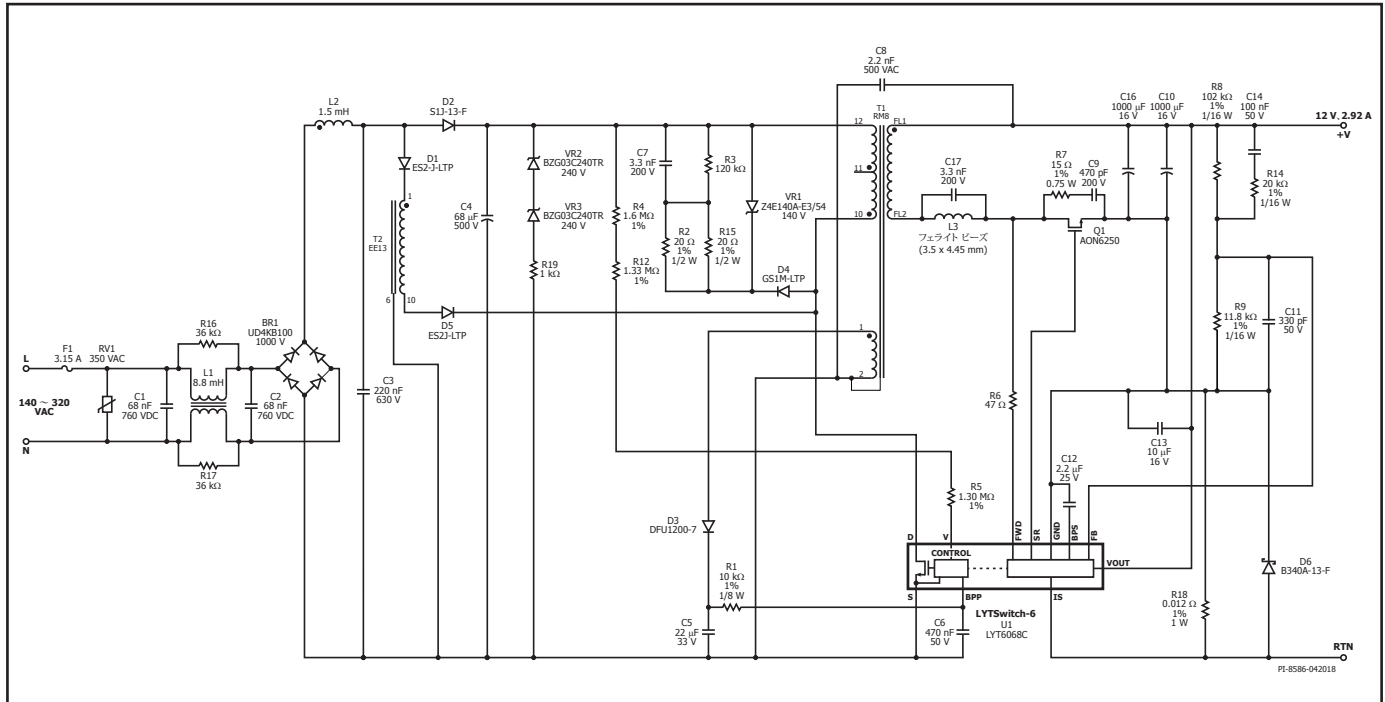 C8
2.2 nF
500 VAC
L2
1.5 mH
D2
S1J-13-F
T1
RM8
C16
1000 µF
16 V
C10
1000 µF
16 V
R8
102 kΩ
1%
1/16 W
C14
100 nF
50 V
12 V、2.92 A
+V
12
FL1
D1
ES2-J-LTP
VR2
BZG03C240TR
240 V
C7
3.3 nF
200 V
R3
120 kΩ
11
C17
3.3 nF
200 V
R7
15 Ω
1%
0.75 W
C9
470 pF
200 V
R14
20 kΩ
1%
1/16 W
1
C4
68 µF
500 V
VR3
BZG03C240TR
240 V
R4
1.6 MΩ
1%
VR1
Z4E140A-E3/54
140 V
10
FL2
L3
フェライト ビーズ
(3.5 x 4.45 mm)
Q1
AON6250
T2
EE13
R2
20 Ω
1%
1/2 W
R15
20 Ω
1%
1/2 W
R19
1 kΩ
R12
1.33 MΩ
1%
D4
GS1M-LTP
6
10
D5
ES2J-LTP
R9
11.8 kΩ
1%
1/16 W
C11
330 pF
50 V
R16
36 kΩ
BR1
UD4KB100
1000 V
1
L
F1
3.15 A
RV1
350 VAC
L1
8.8 mH
2
140 ~ 320
VAC
C1
68 nF
760 VDC
C2
68 nF
760 VDC
C3
220 nF
630 V
R6
47 Ω
N
C13
10 µF
16 V
R17
36 kΩ
C12
2.2 µF
25 V
R5
1.30 MΩ
1%
D3
DFU1200-7
D
V
FWD
SR
GND
BPS
FB
CONTROL
VOUT
D6
B340A-13-F
R1
10 kΩ
1%
1/8 W
S
BPP
IS
LYTSwitch-6
U1
LYT6068C
R18
0.012 Ω
1%
1 W
C5
22 µF
33 V
C6
470 nF
50 V
RTN
PI-8586-042018